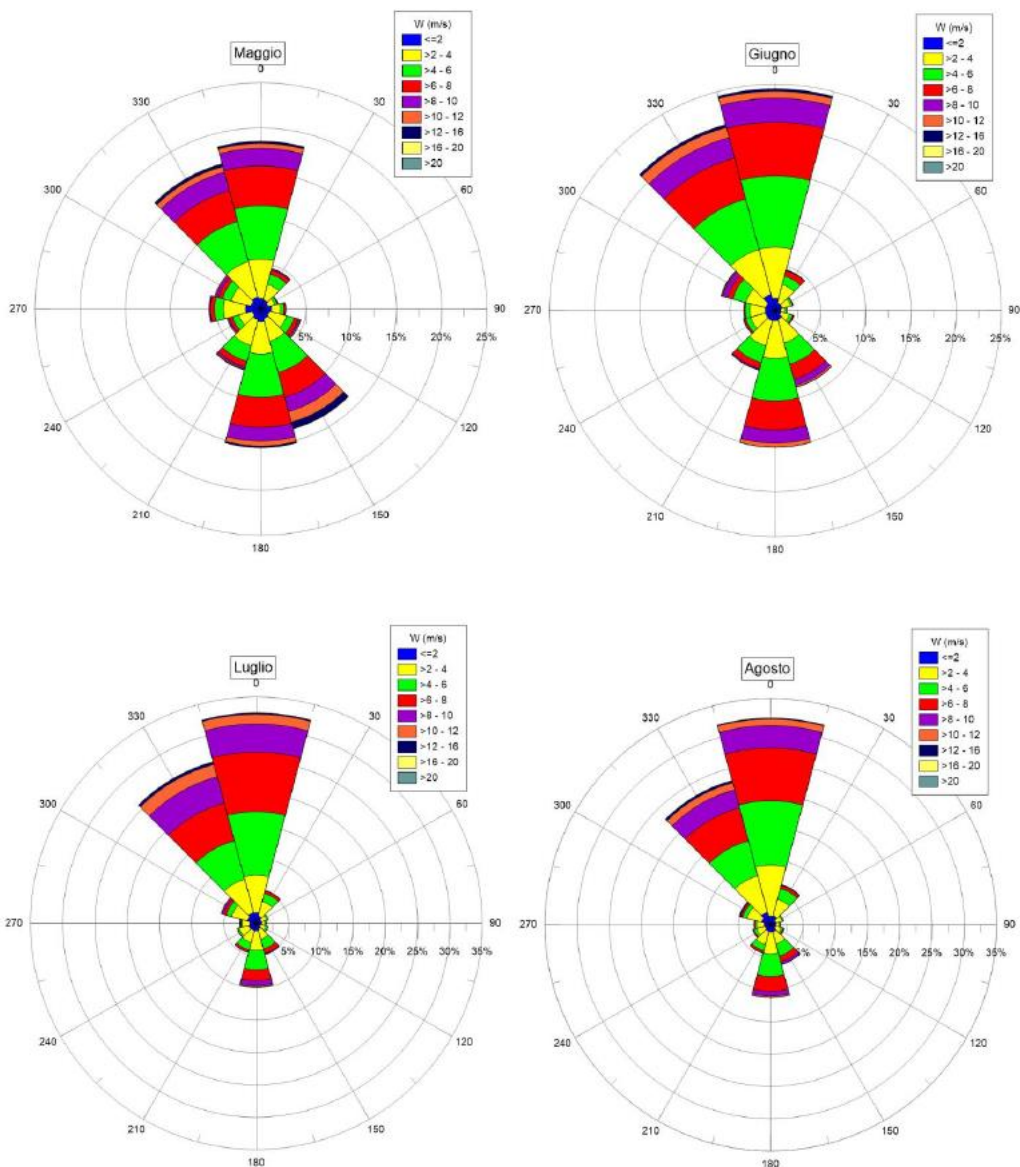 W (m/s)
<=2
>2 - 4
>4 - 6
>6 - 8
>8 - 10
>10 - 12
>12 - 16
>16 - 20
>20
Maggio
0
330
30
300
60
270
90
5% 10% 15% 20% 25%
240
120
210
150
180
W (m/s)
<=2
>2 - 4
>4 - 6
>6 - 8
>8 - 10
>10 - 12
>12 - 16
>16 - 20
>20
Giugno
0
330
30
300
60
270
90
5% 10% 15% 20% 25%
240
120
210
150
180
W (m/s)
<=2
>2 - 4
>4 - 6
>6 - 8
>8 - 10
>10 - 12
>12 - 16
>16 - 20
>20
Luglio
0
330
30
300
60
270
90
5% 10% 15% 20% 25% 30% 35%
240
120
210
150
180
W (m/s)
<=2
>2 - 4
>4 - 6
>6 - 8
>8 - 10
>10 - 12
>12 - 16
>16 - 20
>20
Agosto
0
330
30
300
60
270
90
5% 10% 15% 20% 25% 30% 35%
240
120
210
150
180